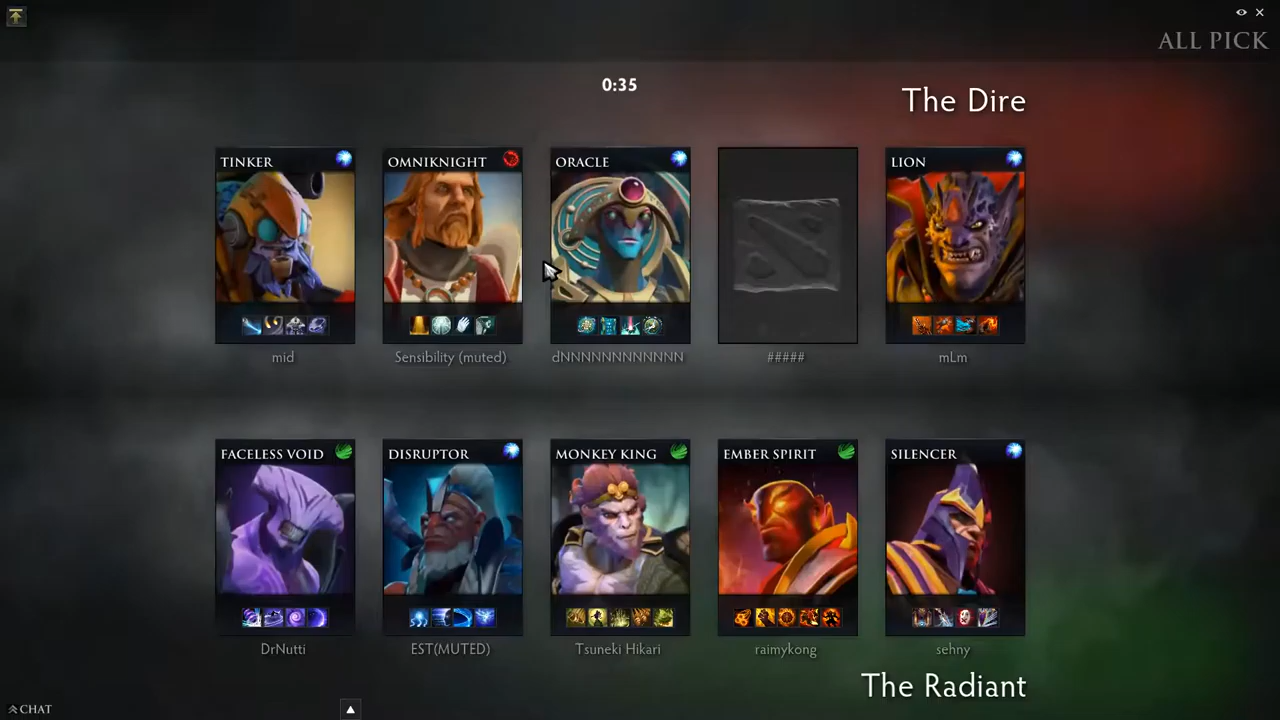 ALL PICK
0:35
The Dire
TINKER
OMNIKNIGHT
ORACLE
LION
mid
Sensibility (muted)
dNNNNNNNNNNNN
#####
mLm
FACELESS VOID
DISRUPTOR
MONKEY KING
EMBER SPIRIT
SILENCER
DrNutti
EST(MUTED)
Tsuneki Hikari
raimykong
sehny
The Radiant
CHAT